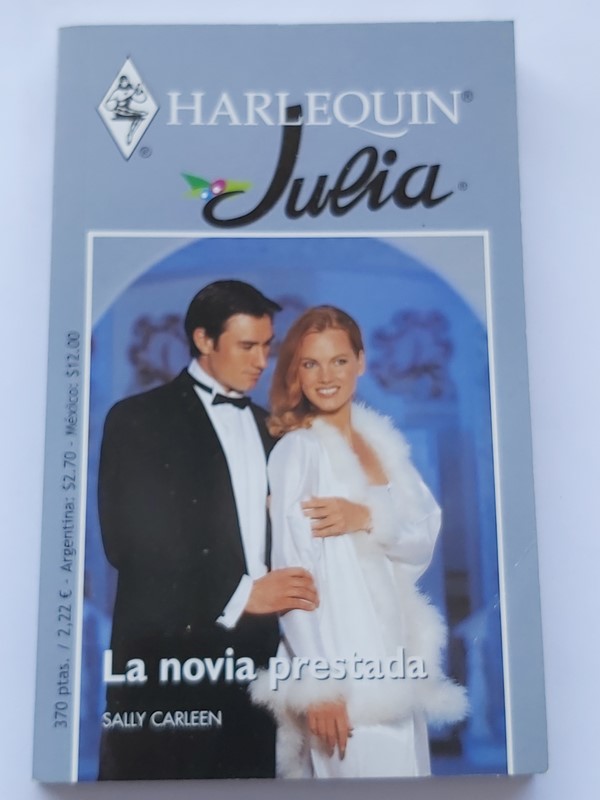 HARLEQUIN®
®
Julia®
370 ptas. / 2,22 € - Argentina: $2.70 - México: $12.00
La novia prestada
SALLY CARLEEN